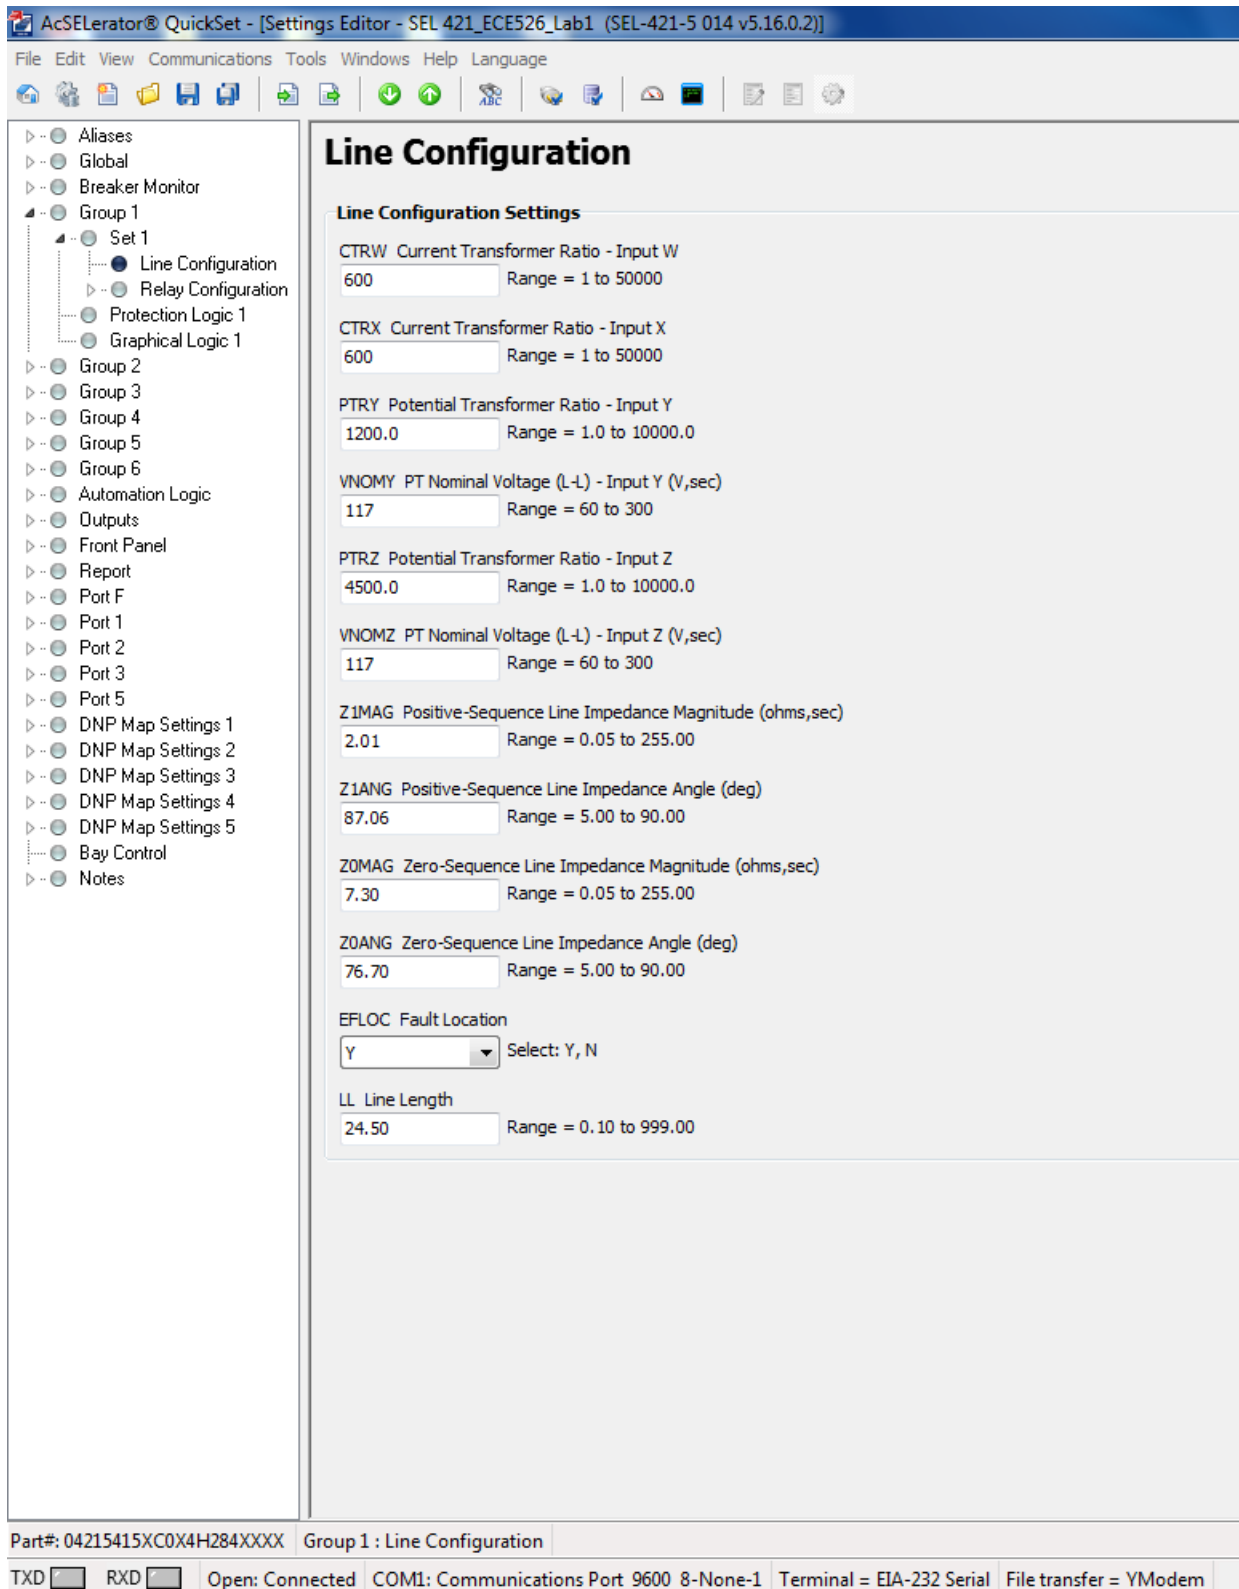 AcSELerator® QuickSet - [Settings Editor - SEL 421_ECE526_Lab1 (SEL-421-5 014 v5.16.0.2)]
File Edit View Communications Tools Windows Help Language
Aliases
Global
Breaker Monitor
Group 1
Set 1
Line Configuration
Relay Configuration
Protection Logic 1
Graphical Logic 1
Group 2
Group 3
Group 4
Group 5
Group 6
Automation Logic
Outputs
Front Panel
Report
Port F
Port 1
Port 2
Port 3
Port 5
DNP Map Settings 1
DNP Map Settings 2
DNP Map Settings 3
DNP Map Settings 4
DNP Map Settings 5
Bay Control
Notes
Line Configuration
Line Configuration Settings
CTRW Current Transformer Ratio - Input W
600 Range = 1 to 50000
CTRX Current Transformer Ratio - Input X
600 Range = 1 to 50000
PTRY Potential Transformer Ratio - Input Y
1200.0 Range = 1.0 to 10000.0
VNOMY PT Nominal Voltage (L-L) - Input Y (V,sec)
117 Range = 60 to 300
PTRZ Potential Transformer Ratio - Input Z
4500.0 Range = 1.0 to 10000.0
VNOMZ PT Nominal Voltage (L-L) - Input Z (V,sec)
117 Range = 60 to 300
Z1MAG Positive-Sequence Line Impedance Magnitude (ohms,sec)
2.01 Range = 0.05 to 255.00
Z1ANG Positive-Sequence Line Impedance Angle (deg)
87.06 Range = 5.00 to 90.00
Z0MAG Zero-Sequence Line Impedance Magnitude (ohms,sec)
7.30 Range = 0.05 to 255.00
Z0ANG Zero-Sequence Line Impedance Angle (deg)
76.70 Range = 5.00 to 90.00
EFLOC Fault Location
Y Select: Y, N
LL Line Length
24.50 Range = 0.10 to 999.00
Part#: 04215415XC0X4H284XXXX Group 1 : Line Configuration
TXD RXD Open: Connected COM1: Communications Port 9600 8-None-1 Terminal = EIA-232 Serial File transfer = YModem